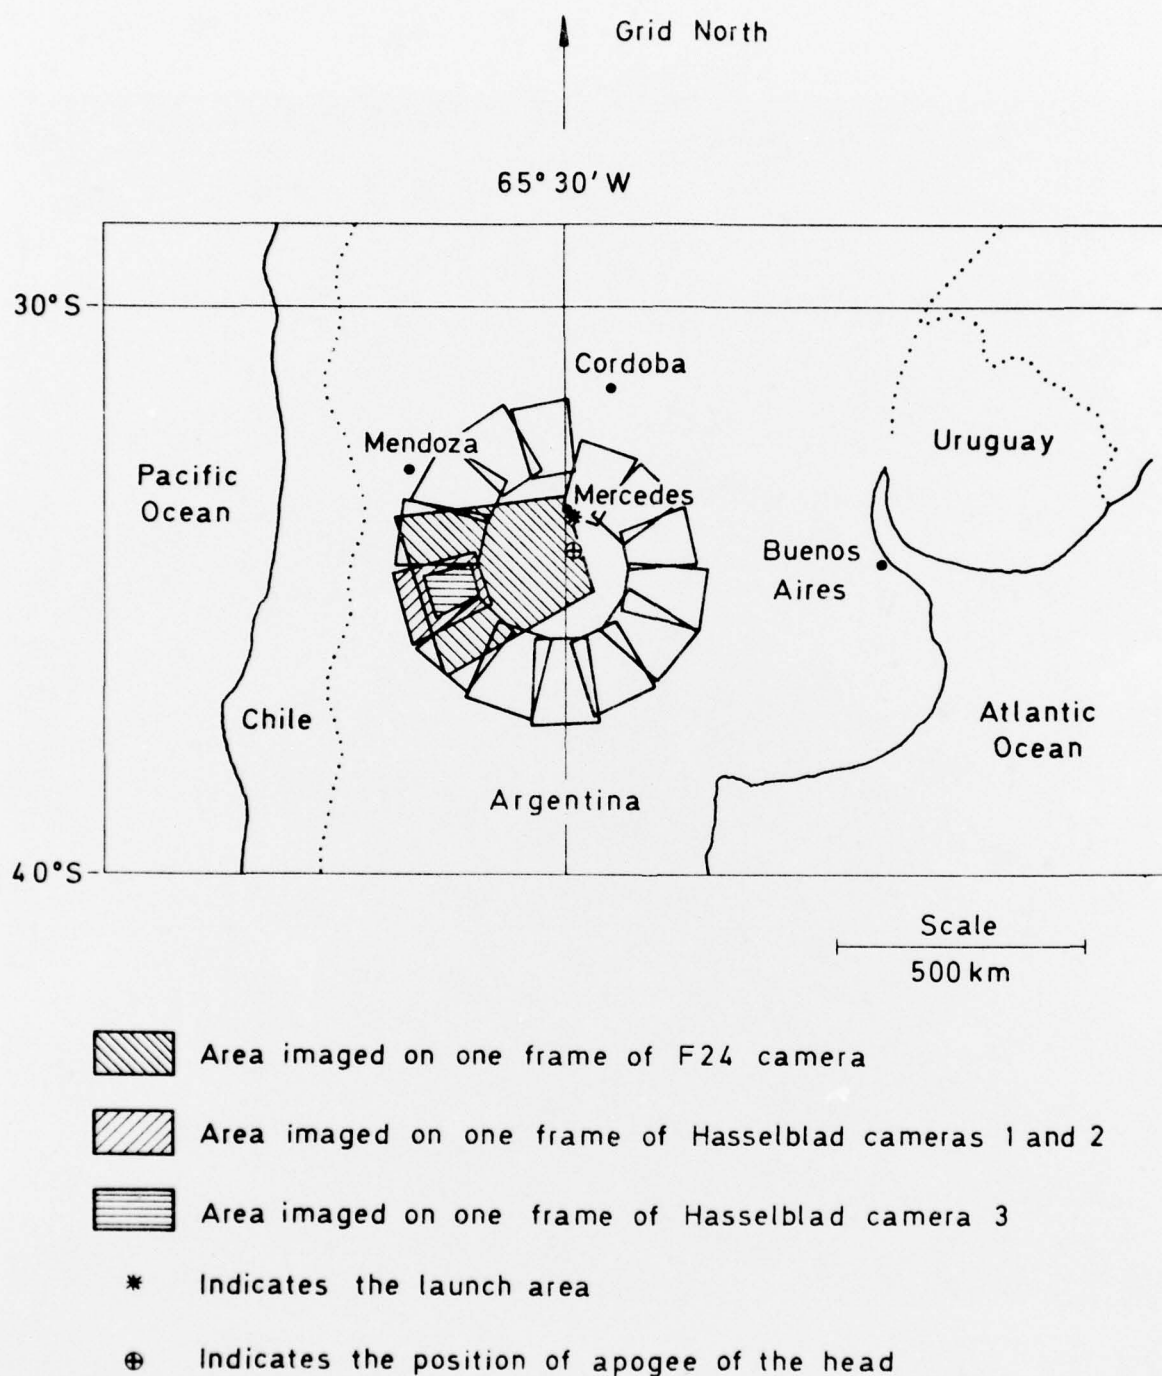 Grid North
65° 30' W
30°S
Cordoba
Mendoza
Uruguay
Pacific
Ocean
Mercedes
Buenos
Aires
Chile
Atlantic
Ocean
Argentina
40°S
Scale
500 km
Area imaged on one frame of F24 camera
Area imaged on one frame of Hasselblad cameras 1 and 2
Area imaged on one frame of Hasselblad camera 3
Indicates the launch area
Indicates the position of apogee of the head